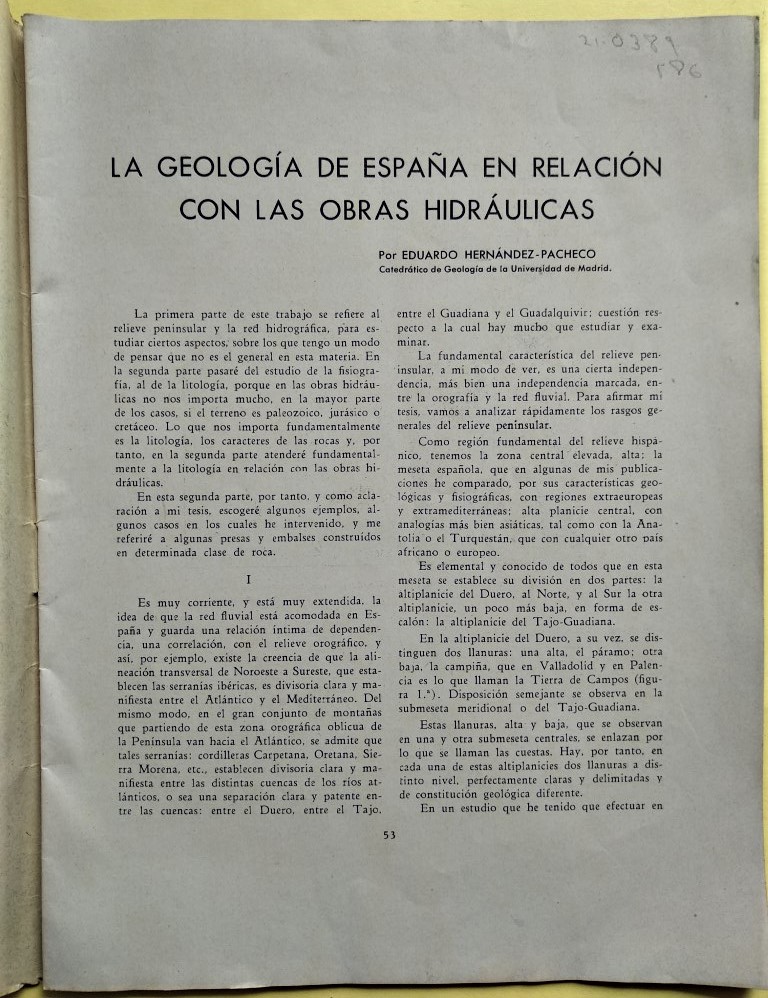 21-0389
LA GEOLOGÍA DE ESPAÑA EN RELACIÓN
CON LAS OBRAS HIDRÁULICAS
Por EDUARDO HERNÁNDEZ-PACHECO
Catedrático de Geología de la Universidad de Madrid.
La primera parte de este trabajo se refiere al
relieve peninsular y la red hidrográfica, para es-
tudiar ciertos aspectos, sobre los que tengo un modo
de pensar que no es el general en esta materia. En
la segunda parte pasaré del estudio de la fisiogra-
fía, al de la litología, porque en las obras hidráu-
licas no nos importa mucho, en la mayor parte
de los casos, si el terreno es paleozoico, jurásico o
cretáceo. Lo que nos importa fundamentalmente
es la litología, los caracteres de las rocas y, por
tanto, en la segunda parte atenderé fundamental-
mente a la litología en relación con las obras hi-
dráulicas.
En esta segunda parte, por tanto, y como acla-
ración a mi tesis, escogeré algunos ejemplos, al-
gunos casos en los cuales he intervenido, y me
referiré a algunas presas y embalses construídos
en determinada clase de roca.
I
Es muy corriente, y está muy extendida, la
idea de que la red fluvial está acomodada en Es-
paña y guarda una relación íntima de dependen-
cia, una correlación, con el relieve orográfico, y
así, por ejemplo, existe la creencia de que la ali-
neación transversal de Noroeste a Sureste, que esta-
blecen las serranías ibéricas, es divisoria clara y ma-
nifiesta entre el Atlántico y el Mediterráneo. Del
mismo modo, en el gran conjunto de montañas
que partiendo de esta zona orográfica oblicua de
la Península van hacia el Atlántico, se admite que
tales serranías: cordilleras Carpetana, Oretana, Sie-
rra Morena, etc., establecen divisoria clara y ma-
nifiesta entre las distintas cuencas de los ríos at-
lánticos, o sea una separación clara y patente en-
tre las cuencas: entre el Duero, entre el Tajo,
entre el Guadiana y el Guadalquivir; cuestión res-
pecto a la cual hay mucho que estudiar y exa-
minar.
La fundamental característica del relieve pen-
insular, a mi modo de ver, es una cierta indepen-
dencia, más bien una independencia marcada, en-
tre la orografía y la red fluvial. Para afirmar mi
tesis, vamos a analizar rápidamente los rasgos ge-
nerales del relieve peninsular.
Como región fundamental del relieve hispá-
nico, tenemos la zona central elevada, alta; la
meseta española, que en algunas de mis publica-
ciones he comparado, por sus características geo-
lógicas y fisiográficas, con regiones extraeuropeas
y extramediterráneas; alta planicie central, con
analogías más bien asiáticas, tal como con la Ana-
tolia o el Turquestán, que con cualquier otro país
africano o europeo.
Es elemental y conocido de todos que en esta
meseta se establece su división en dos partes: la
altiplanicie del Duero, al Norte, y al Sur la otra
altiplanicie, un poco más baja, en forma de es-
calón: la altiplanicie del Tajo-Guadiana.
En la altiplanicie del Duero, a su vez, se dis-
tinguen dos llanuras: una alta, el páramo; otra
baja, la campiña, que en Valladolid y en Palen-
cia es lo que llaman la Tierra de Campos (figu-
ra 1.ª). Disposición semejante se observa en la
submeseta meridional o del Tajo-Guadiana.
Estas llanuras, alta y baja, que se observan
en una y otra submeseta centrales, se enlazan por
lo que se llaman las cuestas. Hay, por tanto, en
cada una de estas altiplanicies dos llanuras a dis-
tinto nivel, perfectamente claras y delimitadas y
de constitución geológica diferente.
En un estudio que he tenido que efectuar en
53